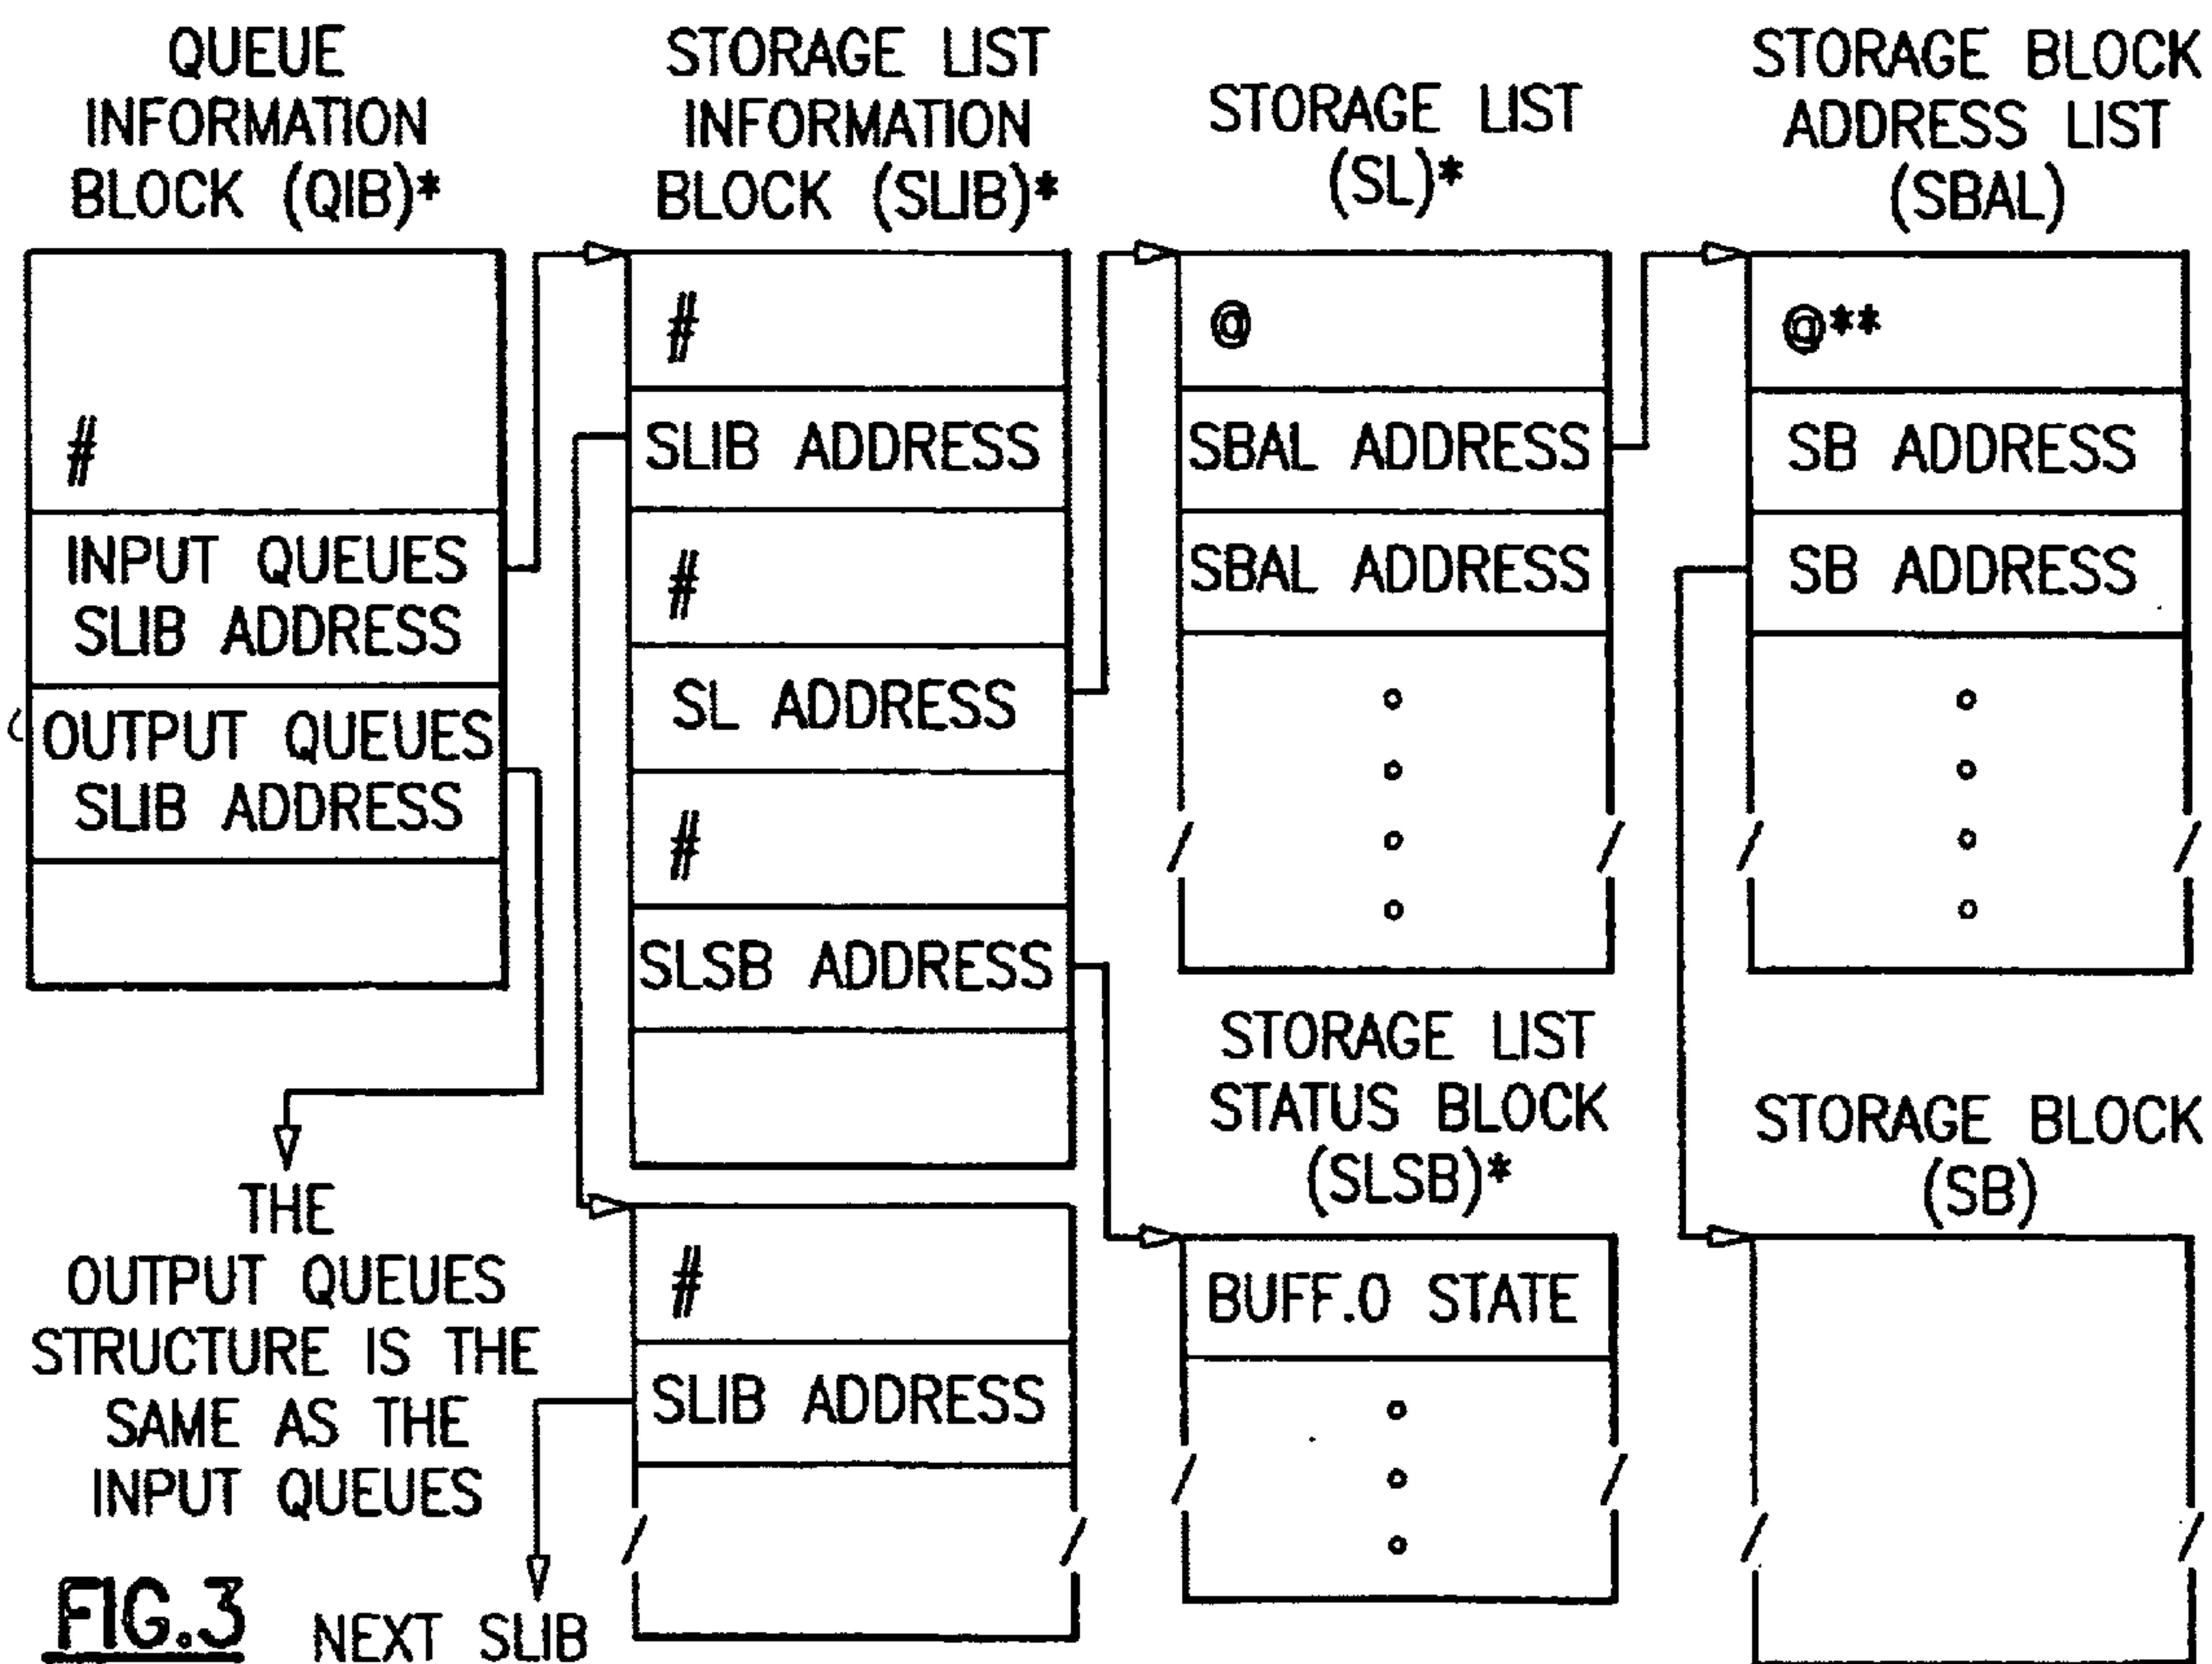 QUEUE
INFORMATION
BLOCK (QIB)*
#
INPUT QUEUES
SLIB ADDRESS
OUTPUT QUEUES
SLIB ADDRESS
THE
OUTPUT QUEUES
STRUCTURE IS THE
SAME AS THE
INPUT QUEUES
STORAGE LIST
INFORMATION
BLOCK (SLIB)*
#
SLIB ADDRESS
#
SL ADDRESS
#
SLSB ADDRESS
#
SLIB ADDRESS
NEXT SLIB
STORAGE LIST
(SL)*
@
SBAL ADDRESS
SBAL ADDRESS
STORAGE LIST
STATUS BLOCK
(SLSB)*
BUFF.0 STATE
STORAGE BLOCK
ADDRESS LIST
(SBAL)
@**
SB ADDRESS
SB ADDRESS
STORAGE BLOCK
(SB)
FIG.3